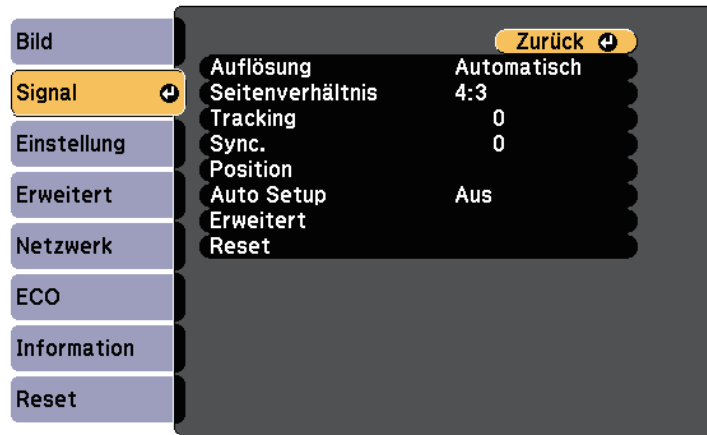 Bild
Signal
Einstellung
Erweitert
Netzwerk
ECO
Information
Reset
Zurück
Auflösung Automatisch
Seitenverhältnis 4:3
Tracking 0
Sync. 0
Position
Auto Setup Aus
Erweitert
Reset